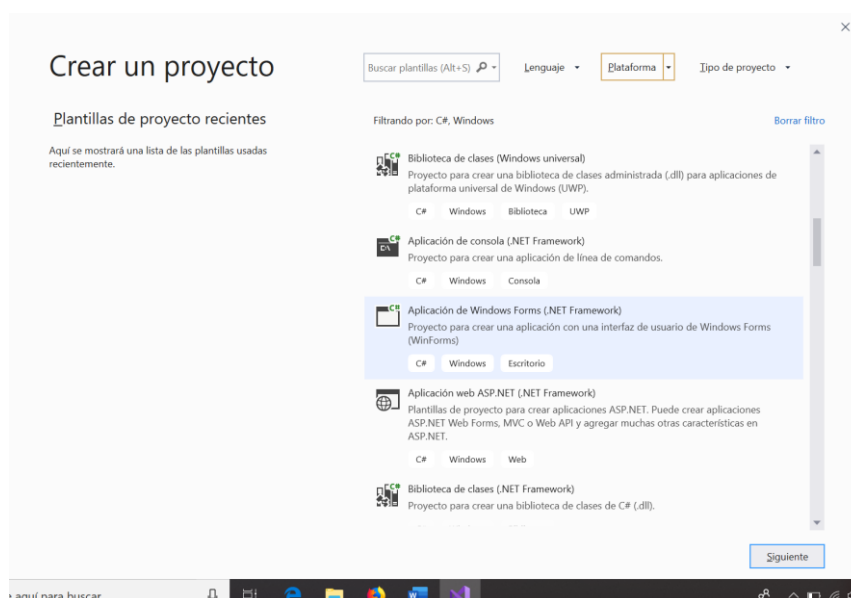 Crear un proyecto
Buscar plantillas (Alt+S)
Lenguaje
Plataforma
Tipo de proyecto
Plantillas de proyecto recientes
Aquí se mostrará una lista de las plantillas usadas
recientemente.
Filtrando por: C#, Windows
Borrar filtro
C#
Biblioteca de clases (Windows universal)
Proyecto para crear una biblioteca de clases administrada (.dll) para aplicaciones de
plataforma universal de Windows (UWP).
C# Windows Biblioteca UWP
C#
Aplicación de consola (.NET Framework)
Proyecto para crear una aplicación de línea de comandos.
C# Windows Consola
C#
Aplicación de Windows Forms (.NET Framework)
Proyecto para crear una aplicación con una interfaz de usuario de Windows Forms
(WinForms)
C# Windows Escritorio
Aplicación web ASP.NET (.NET Framework)
Plantillas de proyecto para crear aplicaciones ASP.NET. Puede crear aplicaciones
ASP.NET Web Forms, MVC o Web API y agregar muchas otras características en
ASP.NET.
C# Windows Web
C#
Biblioteca de clases (.NET Framework)
Proyecto para crear una biblioteca de clases de C# (.dll).
Siguiente
aquí para buscar